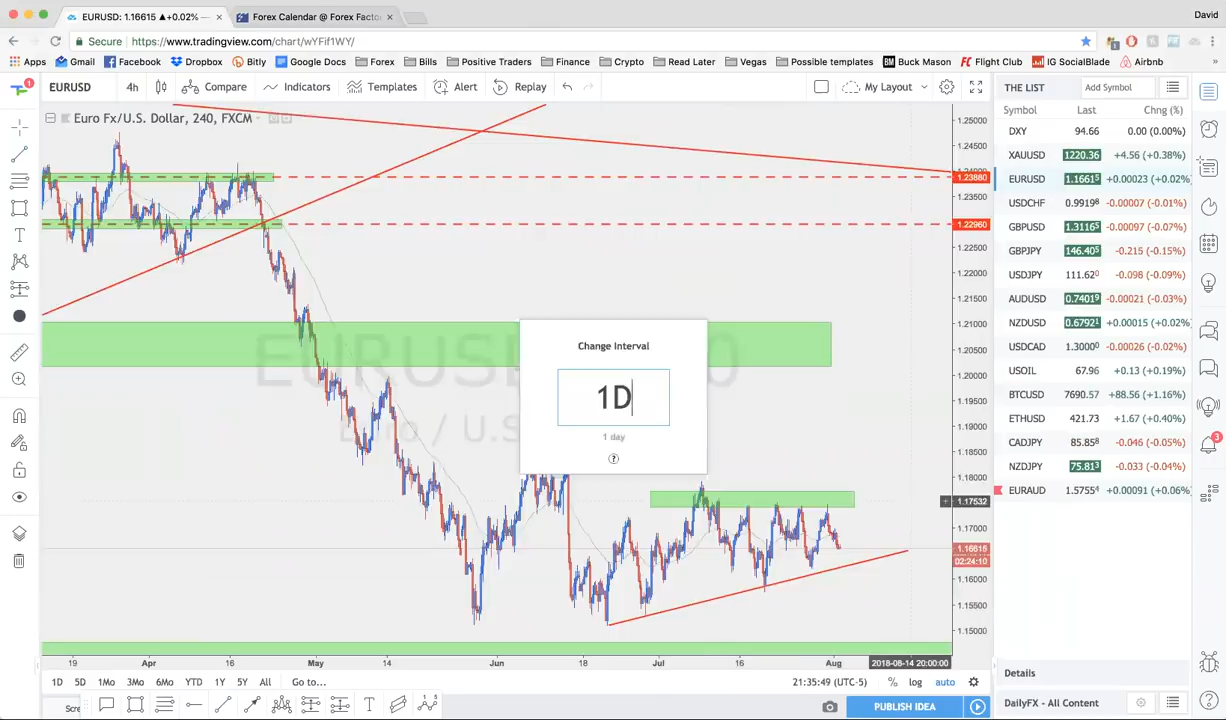 EURUSD: 1.16615 ▲+0.02% —
Forex Calendar @ Forex Facto
David
Secure https://www.tradingview.com/chart/wYFif1WY/
Apps Gmail Facebook Dropbox Bitly Google Docs Forex Bills Positive Traders Finance Crypto Read Later Vegas Possible templates BM Buck Mason FC Flight Club IG SocialBlade Airbnb »
1 EURUSD 4h Compare Indicators Templates Alert Replay My Layout
THE LIST Add Symbol
Euro Fx/U.S. Dollar, 240, FXCM
Symbol Last Chng (%)
DXY 94.66 0.00 (0.00%)
XAUUSD 1220.36 +4.56 (+0.38%)
EURUSD 1.16615 +0.00023 (+0.02%
USDCHF 0.99198 -0.00007 (-0.01%)
GBPUSD 1.31165 -0.00097 (-0.07%)
GBPJPY 146.405 -0.215 (-0.15%)
USDJPY 111.620 -0.098 (-0.09%)
AUDUSD 0.74019 -0.00021 (-0.03%)
NZDUSD 0.67921 +0.00015 (+0.02%
USDCAD 1.30000 -0.00026 (-0.02%)
USOIL 67.96 +0.13 (+0.19%)
BTCUSD 7690.57 +88.56 (+1.16%)
ETHUSD 421.73 +1.67 (+0.40%)
CADJPY 85.858 -0.046 (-0.05%)
NZDJPY 75.813 -0.033 (-0.04%)
EURAUD 1.57554 +0.00091 (+0.06%
3
1.25000
1.24500
1.23880
1.23500
1.22960
1.22500
1.22000
1.21500
1.21000
1.20500
1.20000
1.19500
1.19000
1.18500
1.18000
1.17532
1.17000
1.16615
02:24:10
1.16000
1.15500
1.15000
Change Interval
1D
1 day
19 Apr 16 May 14 Jun 18 Jul 16 Aug 2018-08-14 20:00:00
1D 5D 1Mo 3Mo 6Mo YTD 1Y 5Y All Go to...
21:35:49 (UTC-5) % log auto
Details
Scre
PUBLISH IDEA
DailyFX - All Content